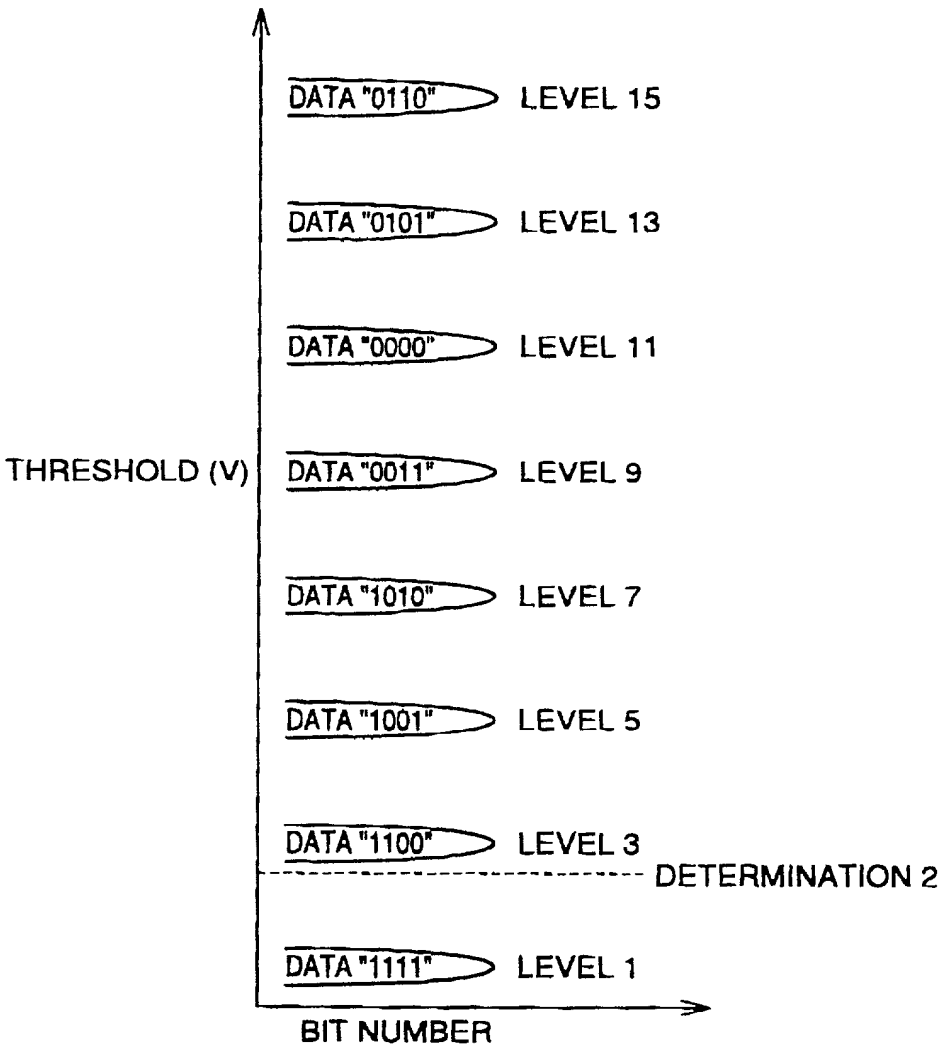 DATA "0110" LEVEL 15
DATA "0101" LEVEL 13
DATA "0000" LEVEL 11
THRESHOLD (V) DATA "0011" LEVEL 9
DATA "1010" LEVEL 7
DATA "1001" LEVEL 5
DATA "1100" LEVEL 3
DETERMINATION 2
DATA "1111" LEVEL 1
BIT NUMBER